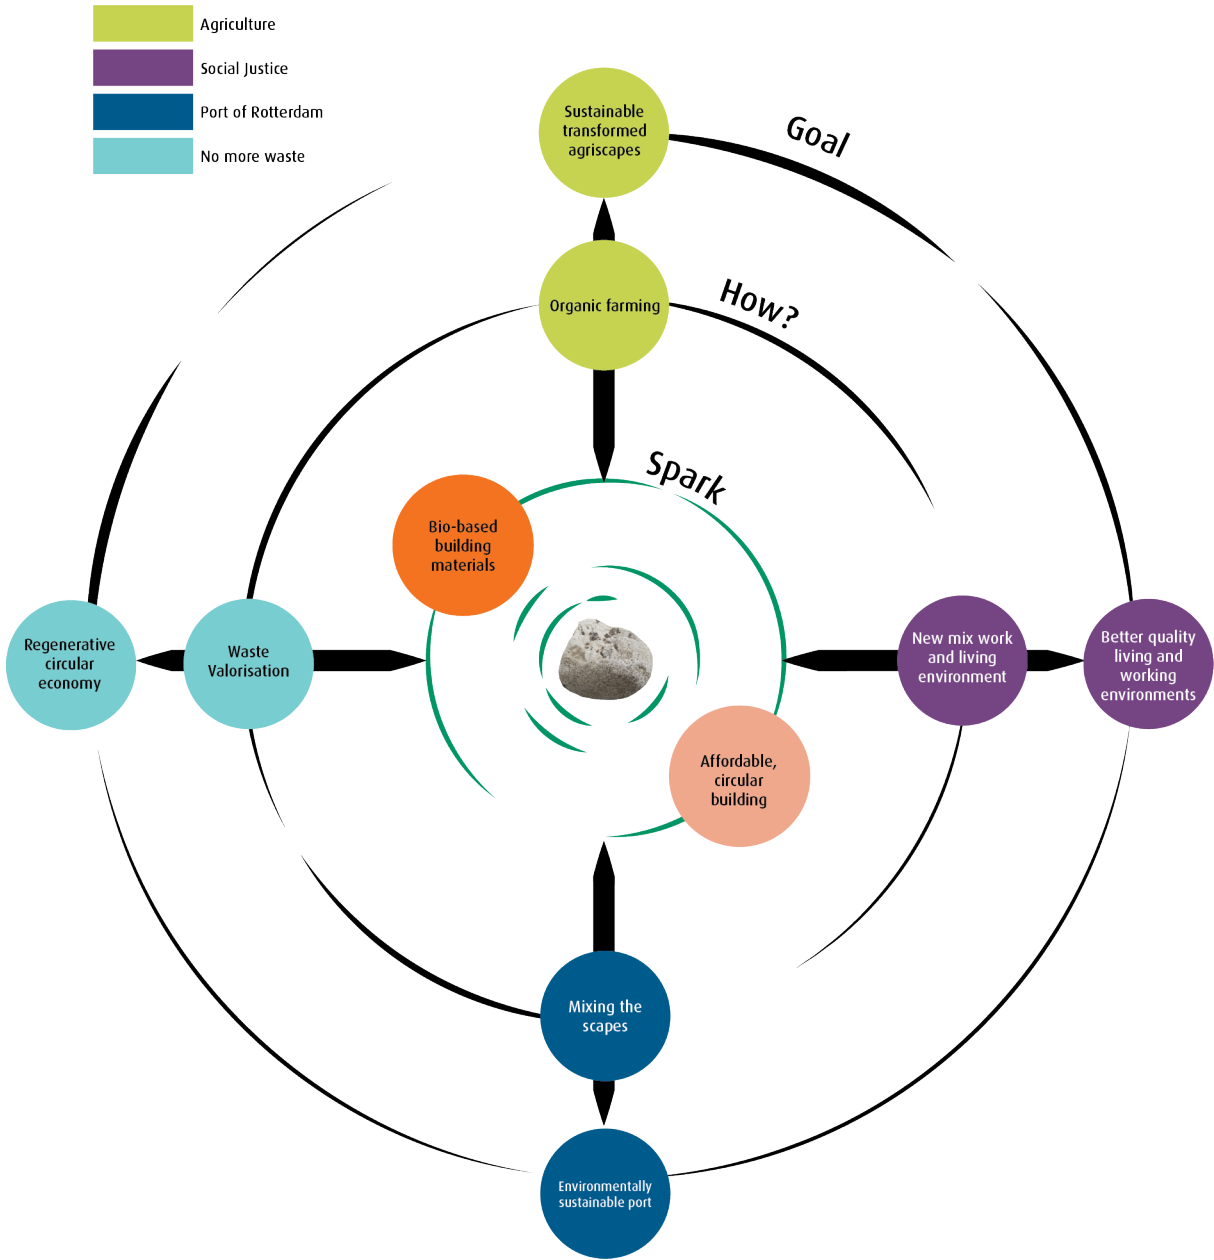 Agriculture
Social Justice
Port of Rotterdam
No more waste
Sustainable
transformed
agriscapes
Goal
Organic farming
How?
Spark
Bio-based
building
materials
Regenerative
circular
economy
Waste
Valorisation
New mix work
and living
environment
Better quality
living and
working
environments
Affordable,
circular
building
Mixing the
scapes
Environmentally
sustainable port